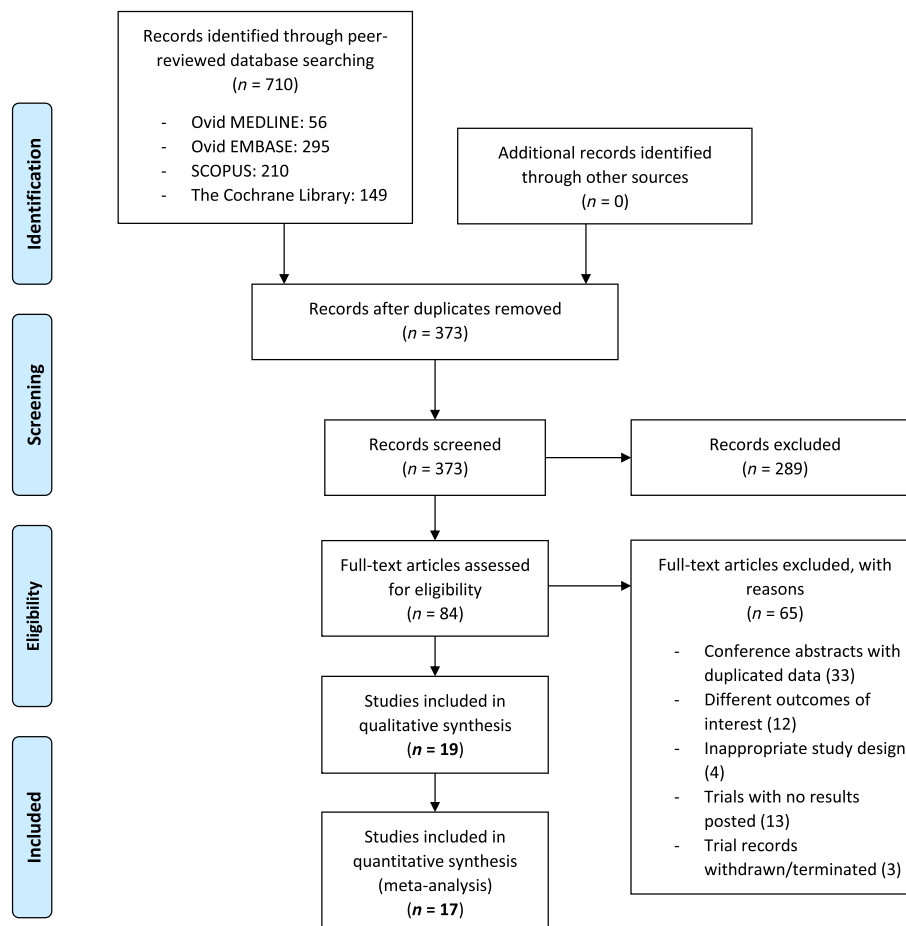 Identification
Records identified through peer-
reviewed database searching
(n = 710)
- Ovid MEDLINE: 56
- Ovid EMBASE: 295
- SCOPUS: 210
- The Cochrane Library: 149
Additional records identified
through other sources
(n = 0)
Records after duplicates removed
(n = 373)
Screening
Records screened
(n = 373)
Records excluded
(n = 289)
Eligibility
Full-text articles assessed
for eligibility
(n = 84)
Full-text articles excluded, with
reasons
(n = 65)
- Conference abstracts with
duplicated data (33)
- Different outcomes of
interest (12)
- Inappropriate study design
(4)
- Trials with no results
posted (13)
- Trial records
withdrawn/terminated (3)
Studies included in
qualitative synthesis
(n = 19)
Included
Studies included in
quantitative synthesis
(meta-analysis)
(n = 17)